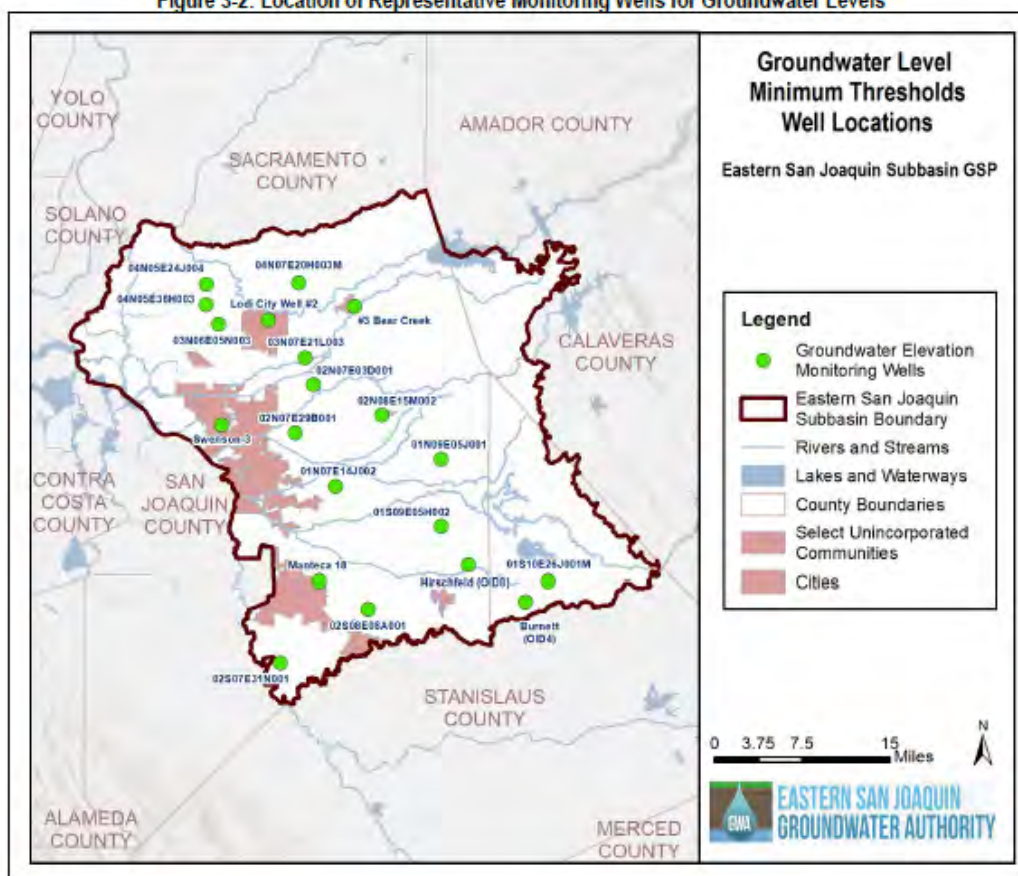 Figure 3-2: Location of Representative Monitoring Wells for Groundwater Levels
YOLO
COUNTY
AMADOR COUNTY
SACRAMENTO
COUNTY
SOLANO
COUNTY
04N05E24J004
04N07E20H003M
04N05E36H003
Lodi City Well #2
#3 Bear Creek
03N06E05N003
03N07E21L003
CALAVERAS
COUNTY
02N07E03D001
02N08E15M002
02N07E29B001
Swenson-3
01N09E05J001
CONTRA
COSTA
COUNTY
SAN
JOAQUIN
COUNTY
01N07E14J002
01S09E05H002
Manteca 18
Hirschfeld (OID8)
01S10E26J001M
02S08E08A001
Burnett
(OID4)
02S07E31N001
STANISLAUS
COUNTY
ALAMEDA
COUNTY
MERCED
COUNTY
Groundwater Level
Minimum Thresholds
Well Locations
Eastern San Joaquin Subbasin GSP
Legend
Groundwater Elevation
Monitoring Wells
Eastern San Joaquin
Subbasin Boundary
Rivers and Streams
Lakes and Waterways
County Boundaries
Select Unincorporated
Communities
Cities
N
0 3.75 7.5 15
Miles
GWA
EASTERN SAN JOAQUIN
GROUNDWATER AUTHORITY